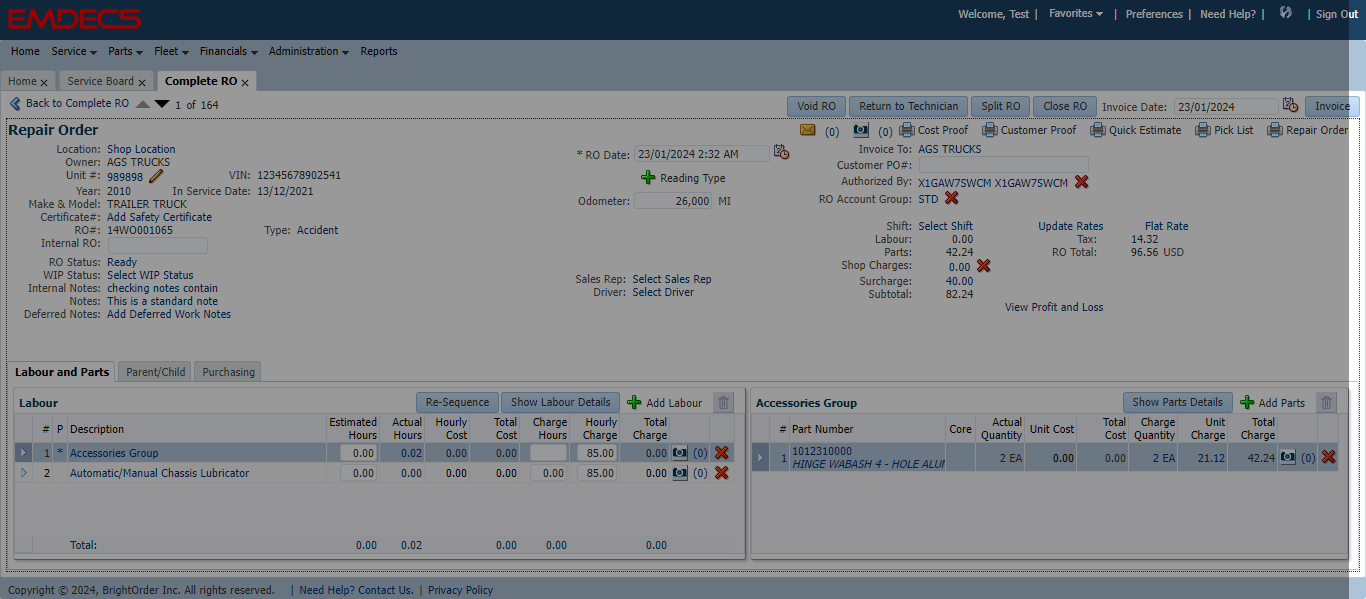 EMDECS
Welcome, Test | Favorites | Preferences | Need Help? | | Sign Out
Home Service Parts Fleet Financials Administration Reports
Home x Service Board x Complete RO x
Back to Complete RO 1 of 164 Void RO Return to Technician Split RO Close RO Invoice Date: 23/01/2024 Invoice
Repair Order (0) (0) Cost Proof Customer Proof Quick Estimate Pick List Repair Order
Location: Shop Location
Owner: AGS TRUCKS
Unit #: 989898 VIN: 12345678902541
Year: 2010 In Service Date: 13/12/2021
Make & Model: TRAILER TRUCK
Certificate#: Add Safety Certificate
RO#: 14WO001065 Type: Accident
Internal RO:
RO Status: Ready
WIP Status: Select WIP Status
Internal Notes: checking notes contain
Notes: This is a standard note
Deferred Notes: Add Deferred Work Notes
* RO Date: 23/01/2024 2:32 AM
Reading Type
Odometer: 26,000 MI
Sales Rep: Select Sales Rep
Driver: Select Driver
Invoice To: AGS TRUCKS
Customer PO#:
Authorized By: X1GAW7SWCM X1GAW7SWCM
RO Account Group: STD
Shift: Select Shift Update Rates Flat Rate
Labour: 0.00 Tax: 14.32
Parts: 42.24 RO Total: 96.56 USD
Shop Charges: 0.00
Surcharge: 40.00
Subtotal: 82.24
View Profit and Loss
Labour and Parts Parent/Child Purchasing
Labour Re-Sequence Show Labour Details Add Labour
# P Description Estimated Hours Actual Hours Hourly Cost Total Cost Charge Hours Hourly Charge Total Charge
1 * Accessories Group 0.00 0.02 0.00 0.00 85.00 0.00 (0)
2 Automatic/Manual Chassis Lubricator 0.00 0.00 0.00 0.00 0.00 85.00 0.00 (0)
Total: 0.00 0.02 0.00 0.00 0.00
Accessories Group Show Parts Details Add Parts
# Part Number Core Actual Quantity Unit Cost Total Cost Charge Quantity Unit Charge Total Charge
1 1012310000 2 EA 0.00 0.00 2 EA 21.12 42.24 (0)
HINGE WABASH 4 - HOLE ALUM
Copyright © 2024, BrightOrder Inc. All rights reserved. | Need Help? Contact Us. | Privacy Policy